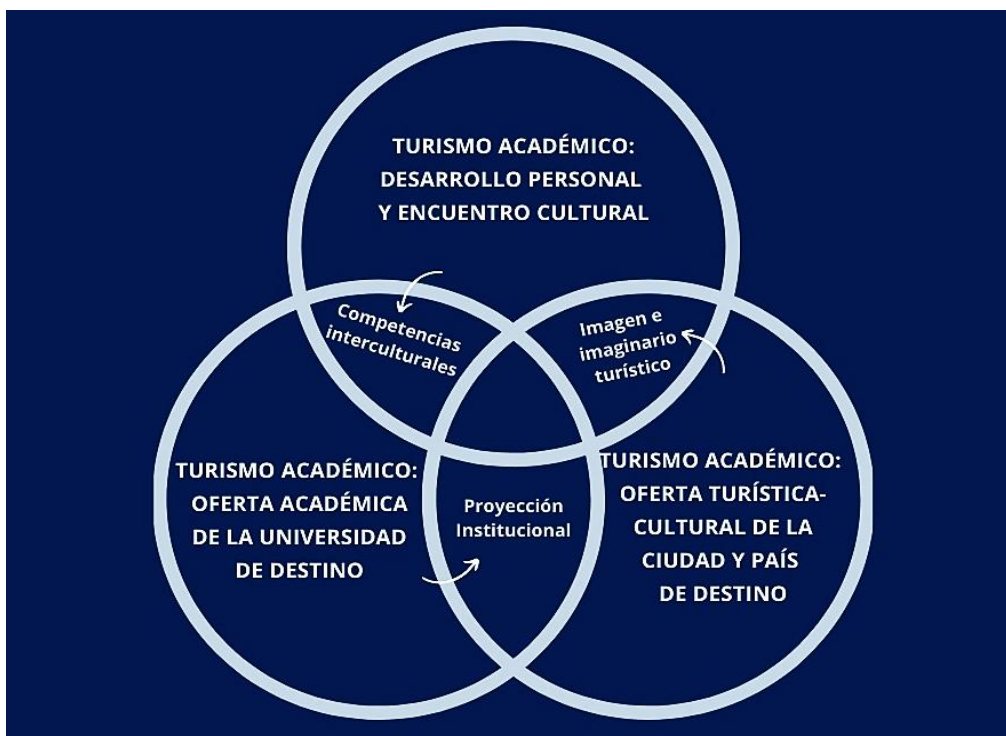 TURISMO ACADÉMICO:
DESARROLLO PERSONAL
Y ENCUENTRO CULTURAL
Competencias
interculturales
Imagen e
imaginario
turístico
TURISMO ACADÉMICO:
OFERTA ACADÉMICA
DE LA UNIVERSIDAD
DE DESTINO
Proyección
Institucional
TURISMO ACADÉMICO:
OFERTA TURÍSTICA-
CULTURAL DE LA
CIUDAD Y PAÍS
DE DESTINO